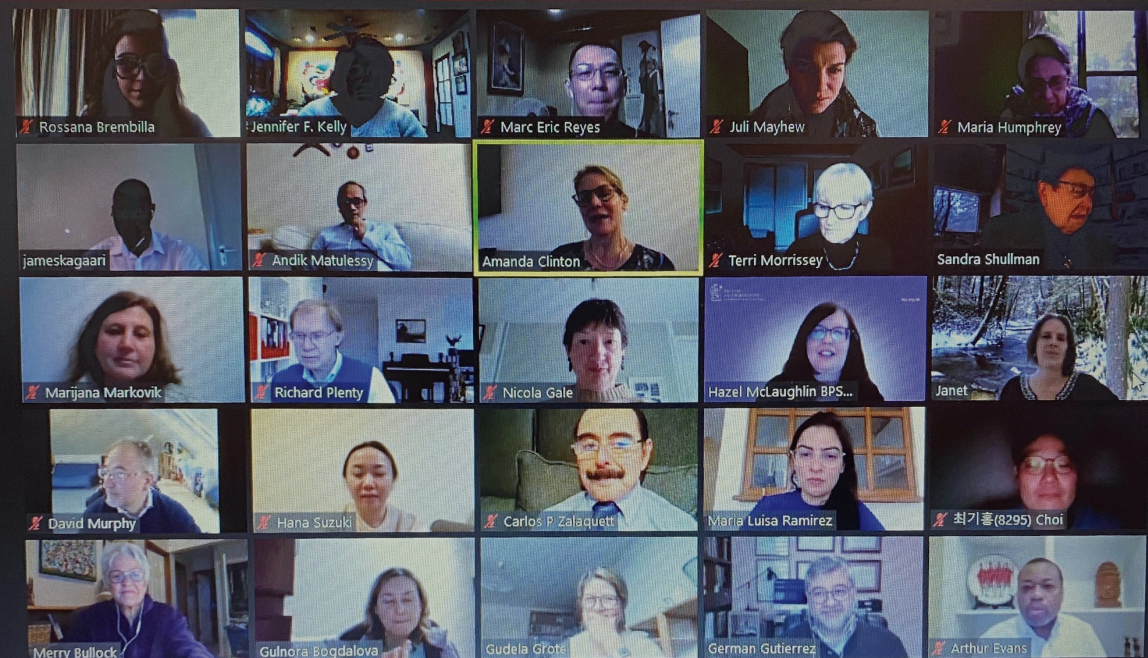 Rossana Brembilla
Jennifer F. Kelly
Marc Eric Reyes
Juli Mayhew
Maria Humphrey
jameskagaari
Andik Matulessy
Amanda Clinton
Terri Morrissey
Sandra Shullman
Marijana Markovik
Richard Plenty
Nicola Gale
Hazel McLaughlin BPS...
Janet
David Murphy
Hana Suzuki
Carlos P Zalaquett
Maria Luisa Ramirez
최기홍(8295) Choi
Merry Bullock
Gulnora Bogdalova
Gudela Grote
German Gutierrez
Arthur Evans